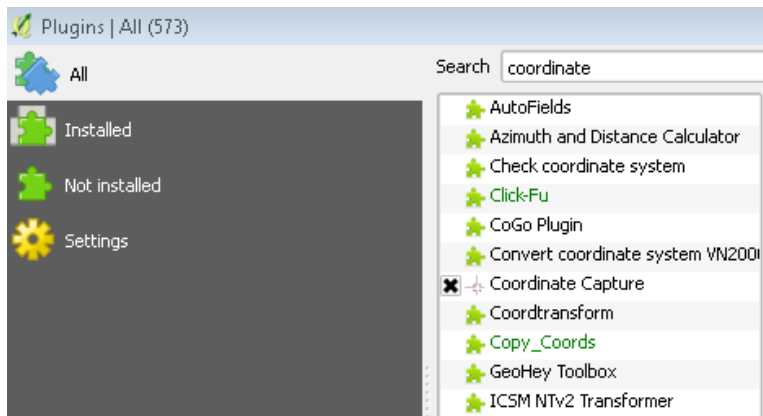 Plugins | All (573)
All
Installed
Not installed
Settings
Search coordinate
AutoFields
Azimuth and Distance Calculator
Check coordinate system
Click-Fu
CoGo Plugin
Convert coordinate system VN200
Coordinate Capture
Coordtransform
Copy_Coords
GeoHey Toolbox
ICSM NTv2 Transformer